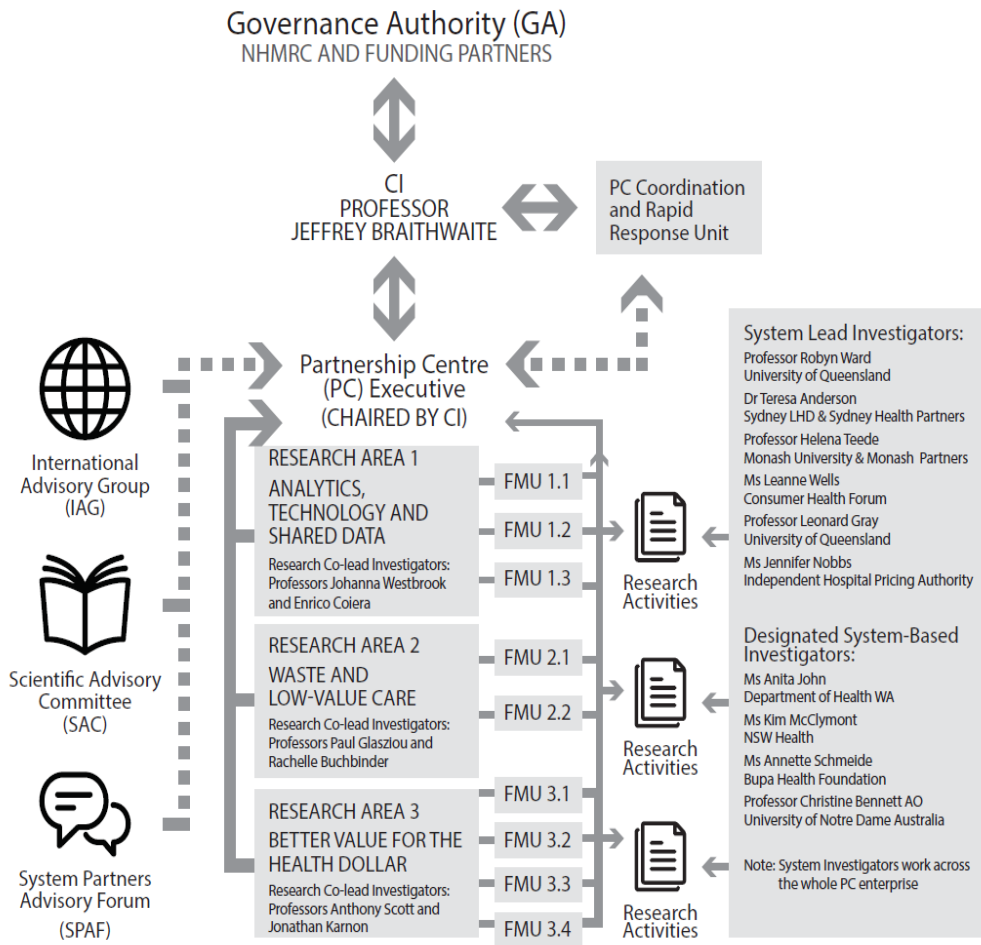 Governance Authority (GA)
NHMRC AND FUNDING PARTNERS
CI
PROFESSOR
JEFFREY BRAITHWAITE
PC Coordination
and Rapid
Response Unit
Partnership Centre
(PC) Executive
(CHAIRED BY CI)
International
Advisory Group
(IAG)
Scientific Advisory
Committee
(SAC)
System Partners
Advisory Forum
(SPAF)
RESEARCH AREA 1
ANALYTICS,
TECHNOLOGY AND
SHARED DATA
Research Co-lead Investigators:
Professors Johanna Westbrook
and Enrico Coiera
FMU 1.1
FMU 1.2
FMU 1.3
RESEARCH AREA 2
WASTE AND
LOW-VALUE CARE
Research Co-lead Investigators:
Professors Paul Glasziou and
Rachelle Buchbinder
FMU 2.1
FMU 2.2
RESEARCH AREA 3
BETTER VALUE FOR THE
HEALTH DOLLAR
Research Co-lead Investigators:
Professors Anthony Scott and
Jonathan Karnon
FMU 3.1
FMU 3.2
FMU 3.3
FMU 3.4
Research
Activities
Research
Activities
Research
Activities
System Lead Investigators:
Professor Robyn Ward
University of Queensland
Dr Teresa Anderson
Sydney LHD & Sydney Health Partners
Professor Helena Teede
Monash University & Monash Partners
Ms Leanne Wells
Consumer Health Forum
Professor Leonard Gray
University of Queensland
Ms Jennifer Nobbs
Independent Hospital Pricing Authority
Designated System-Based
Investigators:
Ms Anita John
Department of Health WA
Ms Kim McClymont
NSW Health
Ms Annette Schmeide
Bupa Health Foundation
Professor Christine Bennett AO
University of Notre Dame Australia
Note: System Investigators work across
the whole PC enterprise